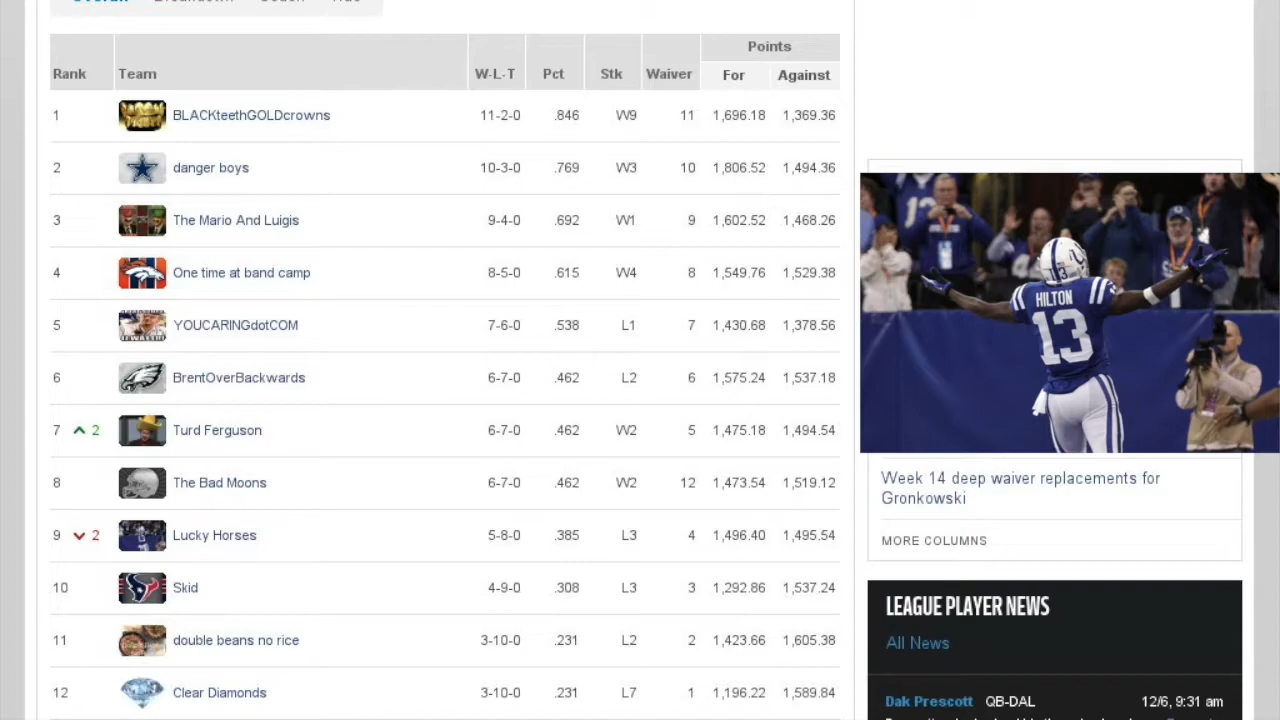 Points
Rank Team W-L-T Pct Stk Waiver For Against
1 BLACKteethGOLDcrowns 11-2-0 .846 W9 11 1,696.18 1,369.36
2 danger boys 10-3-0 .769 W3 10 1,806.52 1,494.36
3 The Mario And Luigis 9-4-0 .692 W1 9 1,602.52 1,468.26
4 One time at band camp 8-5-0 .615 W4 8 1,549.76 1,529.38
5 YOUCARINGdotCOM 7-6-0 .538 L1 7 1,430.68 1,378.56
6 BrentOverBackwards 6-7-0 .462 L2 6 1,575.24 1,537.18
7 2 Turd Ferguson 6-7-0 .462 W2 5 1,475.18 1,494.54
8 The Bad Moons 6-7-0 .462 W2 12 1,473.54 1,519.12
9 2 Lucky Horses 5-8-0 .385 L3 4 1,496.40 1,495.54
10 Skid 4-9-0 .308 L3 3 1,292.86 1,537.24
11 double beans no rice 3-10-0 .231 L2 2 1,423.66 1,605.38
12 Clear Diamonds 3-10-0 .231 L7 1 1,196.22 1,589.84
HILTON
13
Week 14 deep waiver replacements for
Gronkowski
MORE COLUMNS
LEAGUE PLAYER NEWS
All News
Dak Prescott QB-DAL 12/6, 9:31 am